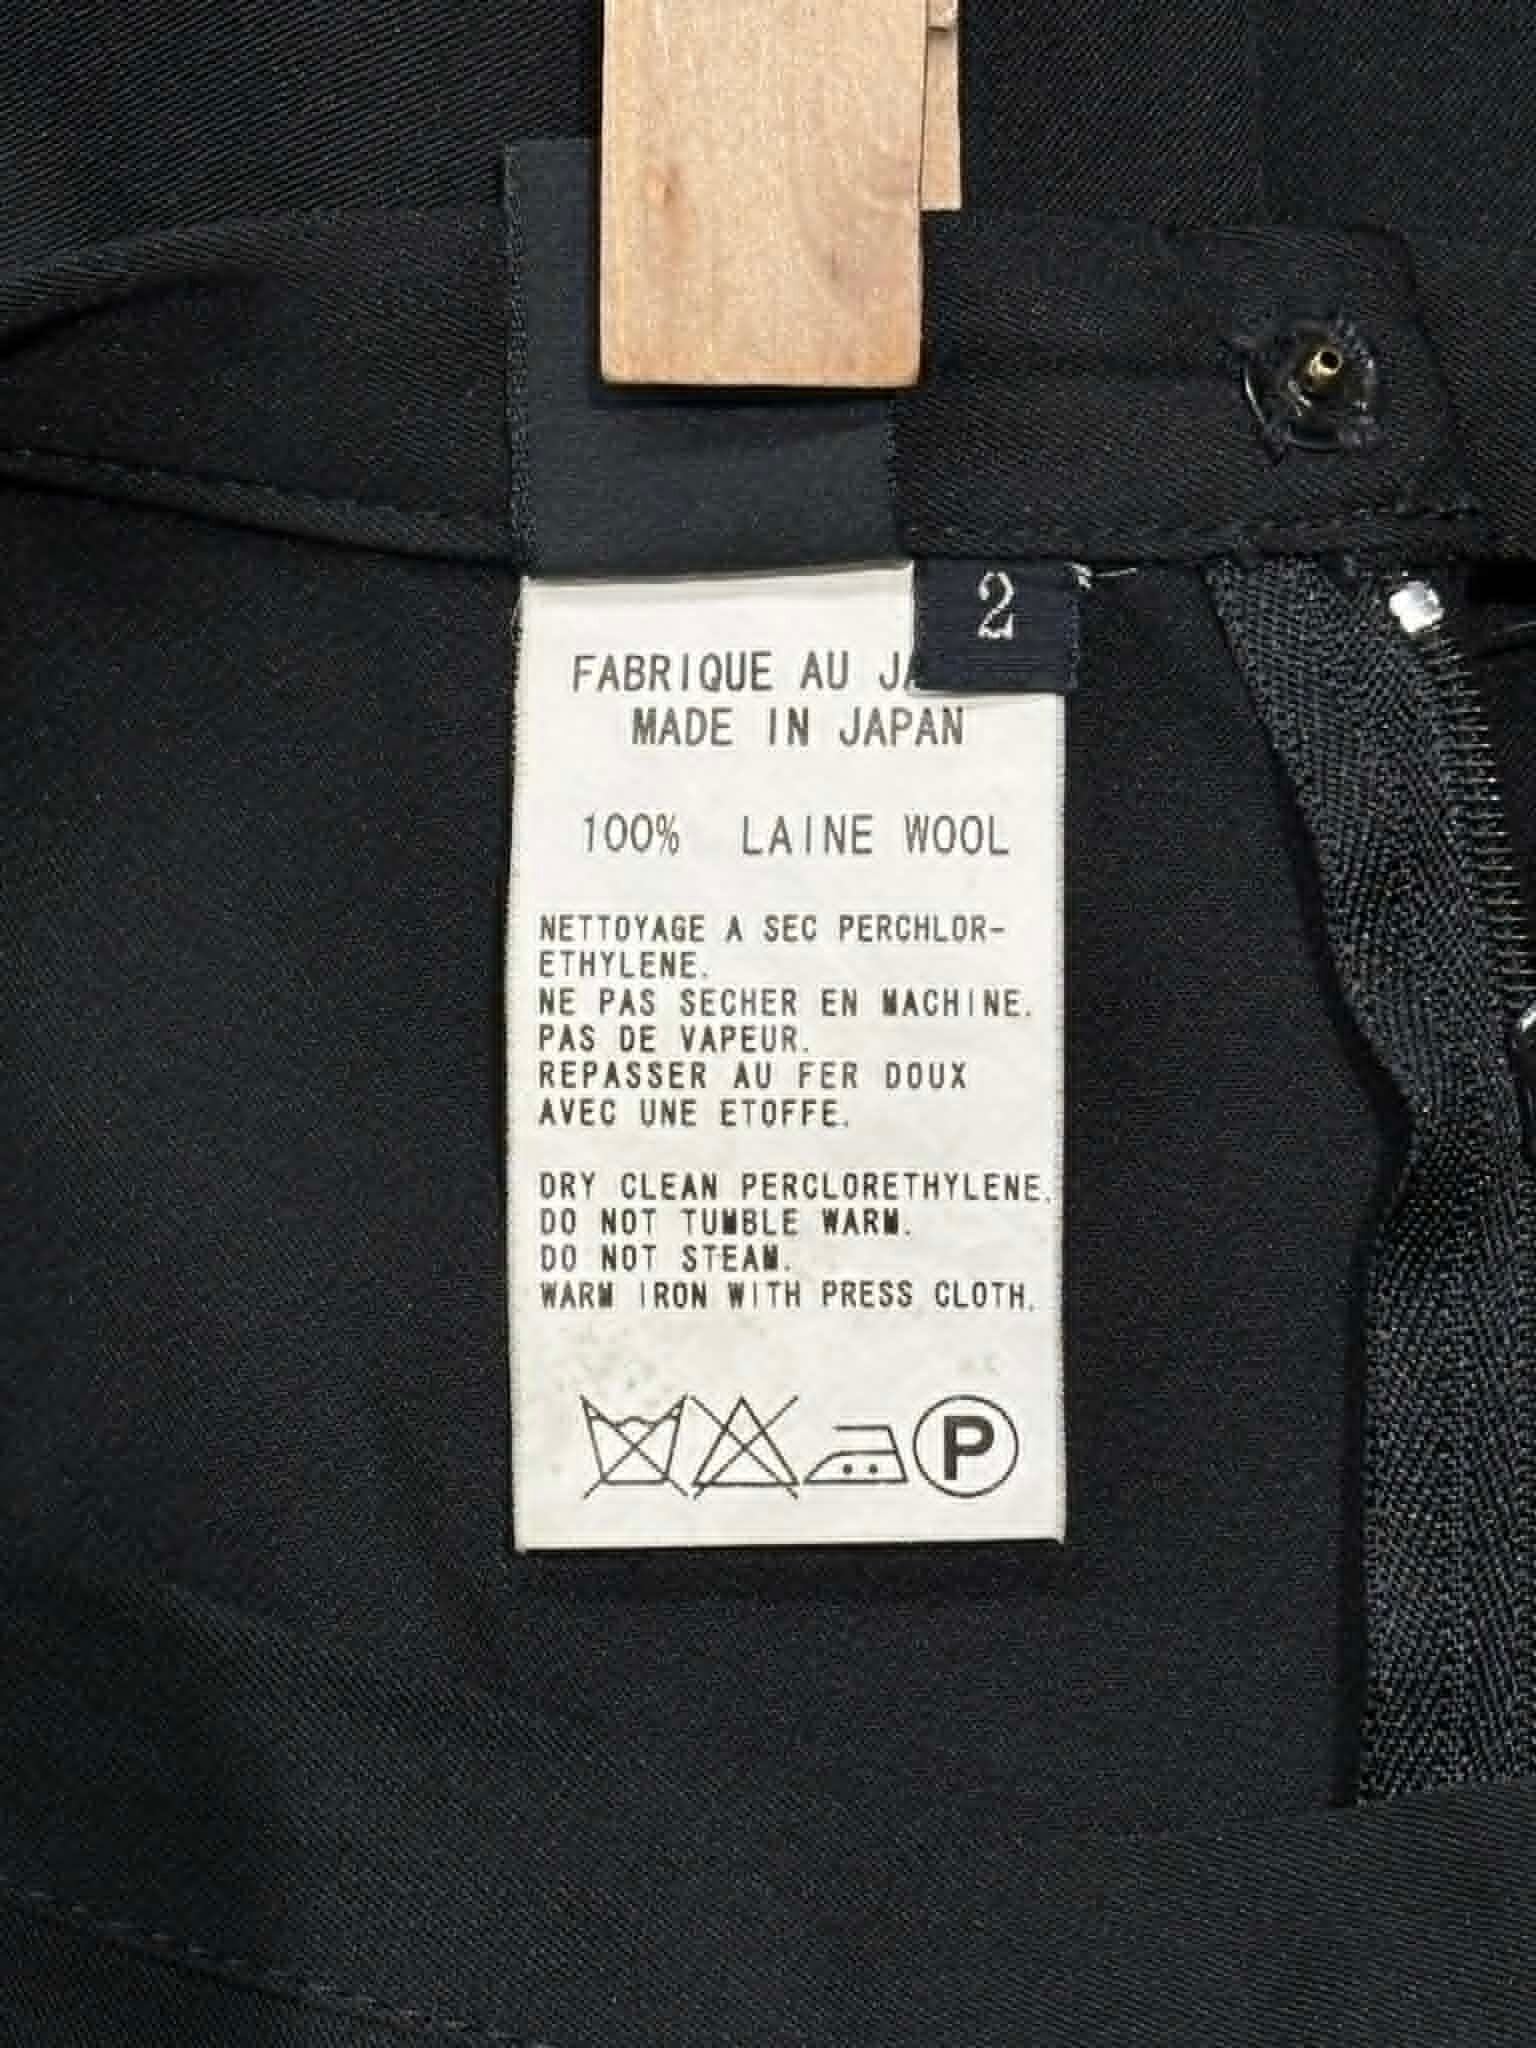 2
FABRIQUE AU JA
MADE IN JAPAN
100% LAINE WOOL
NETTOYAGE A SEC PERCHLOR-
ETHYLENE.
NE PAS SECHER EN MACHINE.
PAS DE VAPEUR.
REPASSER AU FER DOUX
AVEC UNE ETOFFE.
DRY CLEAN PERCLORETHYLENE.
DO NOT TUMBLE WARM.
DO NOT STEAM.
WARM IRON WITH PRESS CLOTH.
P